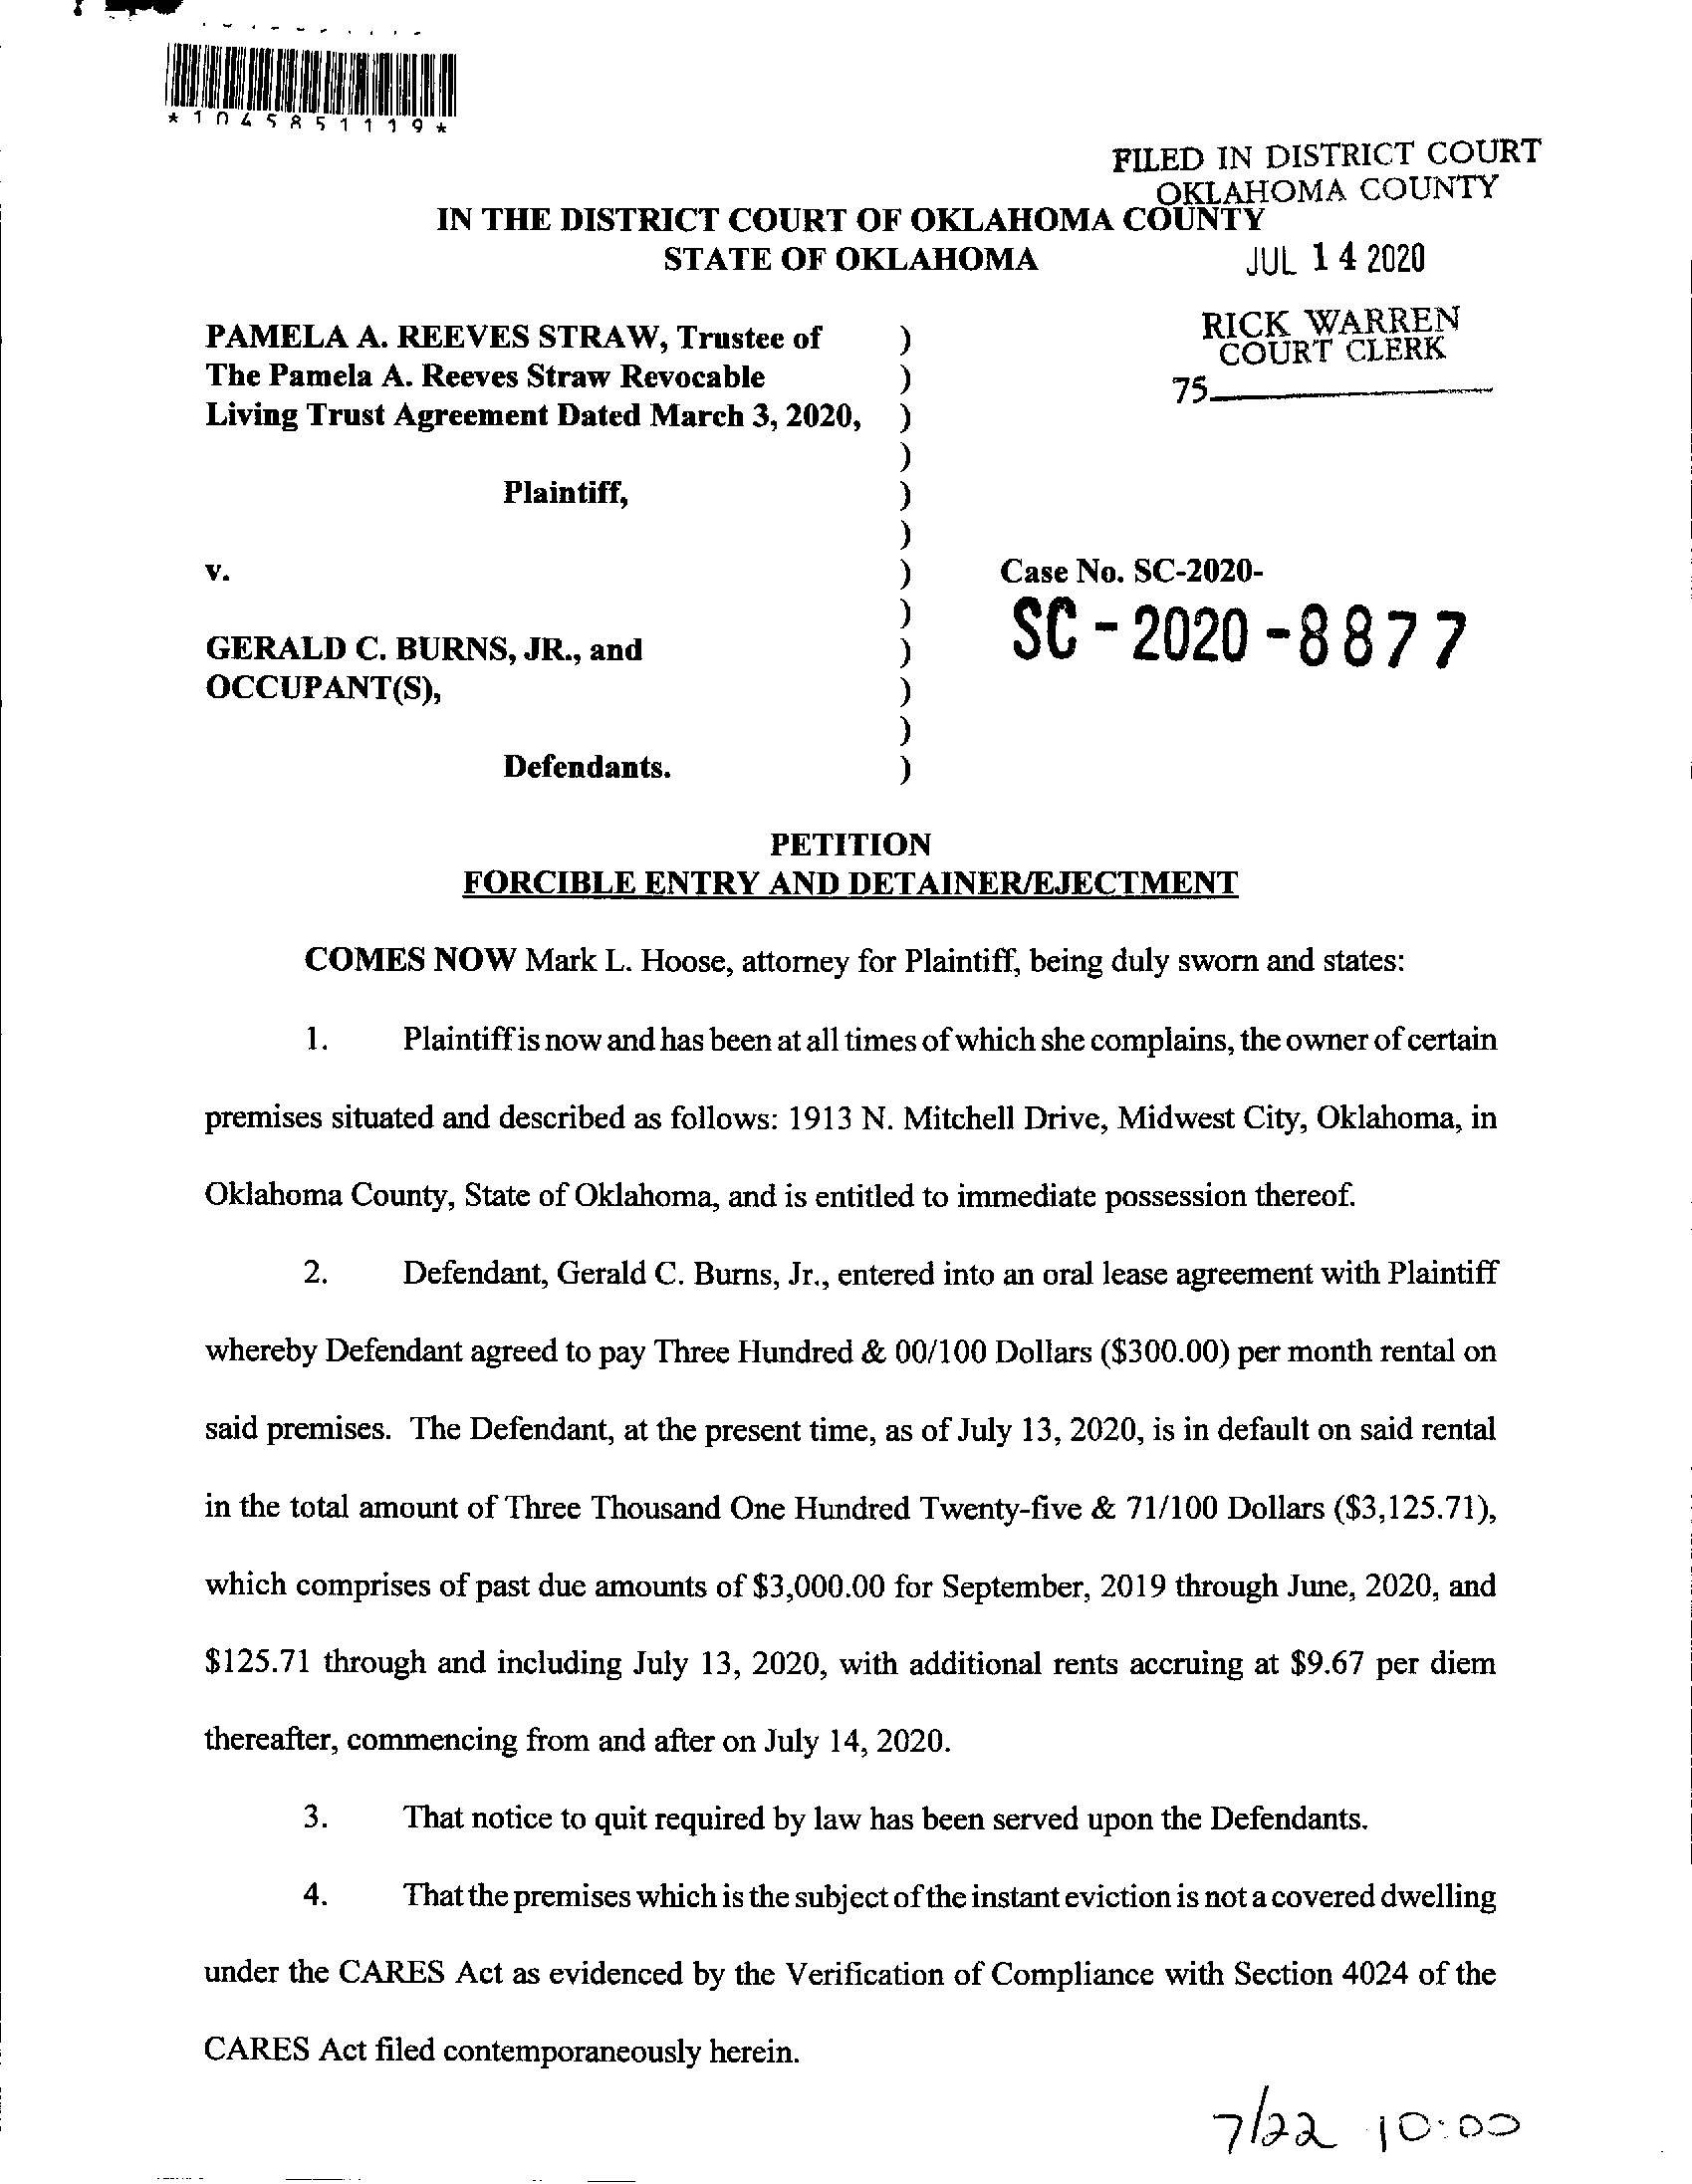 *1045851119*
FILED IN DISTRICT COURT
OKLAHOMA COUNTY
IN THE DISTRICT COURT OF OKLAHOMA COUNTY
STATE OF OKLAHOMA
JUL 14 2020
RICK WARREN
COURT CLERK
75
PAMELA A. REEVES STRAW, Trustee of )
The Pamela A. Reeves Straw Revocable )
Living Trust Agreement Dated March 3, 2020, )
)
Plaintiff, )
)
v. ) Case No. SC-2020-
) SC-2020-8877
GERALD C. BURNS, JR., and )
OCCUPANT(S), )
)
Defendants. )
PETITION
FORCIBLE ENTRY AND DETAINER/EJECTMENT
COMES NOW Mark L. Hoose, attorney for Plaintiff, being duly sworn and states:
1. Plaintiff is now and has been at all times of which she complains, the owner of certain
premises situated and described as follows: 1913 N. Mitchell Drive, Midwest City, Oklahoma, in
Oklahoma County, State of Oklahoma, and is entitled to immediate possession thereof.
2. Defendant, Gerald C. Burns, Jr., entered into an oral lease agreement with Plaintiff
whereby Defendant agreed to pay Three Hundred & 00/100 Dollars ($300.00) per month rental on
said premises. The Defendant, at the present time, as of July 13, 2020, is in default on said rental
in the total amount of Three Thousand One Hundred Twenty-five & 71/100 Dollars ($3,125.71),
which comprises of past due amounts of $3,000.00 for September, 2019 through June, 2020, and
$125.71 through and including July 13, 2020, with additional rents accruing at $9.67 per diem
thereafter, commencing from and after on July 14, 2020.
3. That notice to quit required by law has been served upon the Defendants.
4. That the premises which is the subject of the instant eviction is not a covered dwelling
under the CARES Act as evidenced by the Verification of Compliance with Section 4024 of the
CARES Act filed contemporaneously herein.
7/22 10:00